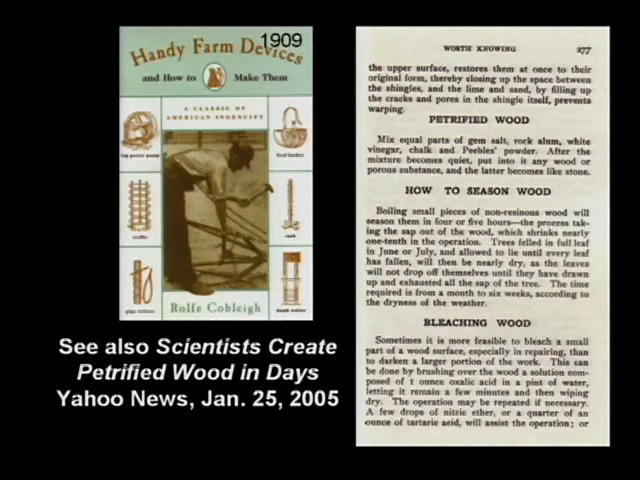 1909
Handy Farm Devices
and How to Make Them
A CLASSIC OF
AMERICAN INGENUITY
Rolfe Cobleigh
See also Scientists Create
Petrified Wood in Days
Yahoo News, Jan. 25, 2005
WORTH KNOWING 277
the upper surface, restores them at once to their
original form, thereby closing up the space between
the shingles, and the lime and sand, by filling up
the cracks and pores in the shingle itself, prevents
warping.
PETRIFIED WOOD
Mix equal parts of gem salt, rock alum, white
vinegar, chalk and Peebles' powder. After the
mixture becomes quiet, put into it any wood or
porous substance, and the latter becomes like stone.
HOW TO SEASON WOOD
Boiling small pieces of non-resinous wood will
season them in four or five hours—the process tak-
ing the sap out of the wood, which shrinks nearly
one-tenth in the operation. Trees felled in full leaf
in June or July, and allowed to lie until every leaf
has fallen, will then be nearly dry, as the leaves
will not drop off themselves until they have drawn
up and exhausted all the sap of the tree. The time
required is from a month to six weeks, according to
the dryness of the weather.
BLEACHING WOOD
Sometimes it is more feasible to bleach a small
part of a wood surface, especially in repairing, than
to darken a larger portion of the work. This can
be done by brushing over the wood a solution com-
posed of 1 ounce oxalic acid in a pint of water,
letting it remain a few minutes and then wiping
dry. The operation may be repeated if necessary.
A few drops of nitric ether, or a quarter of an
ounce of tartaric acid, will assist the operation; or